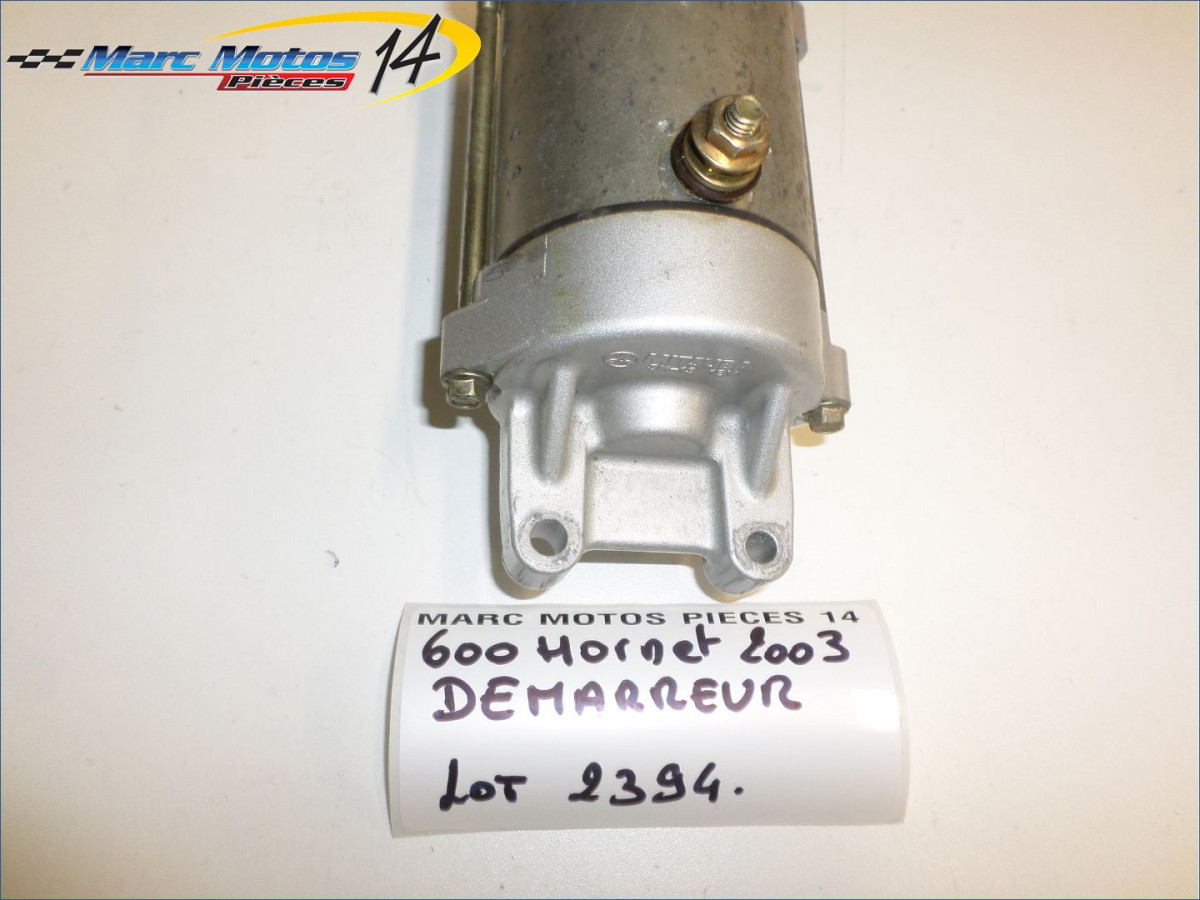 Marc Motos 14
Pièces
MARC MOTOS PIECES 14
600 Hornet 2003
DEMARREUR
LOT 2394.